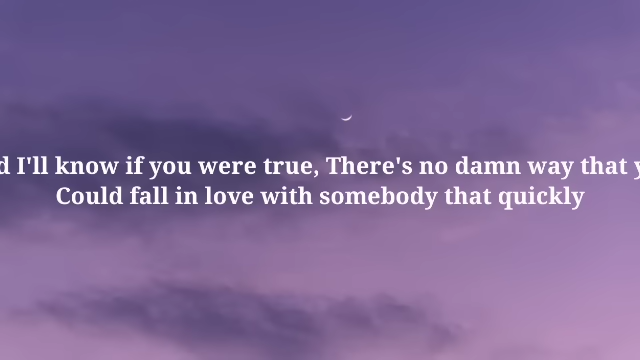 I'll know if you were true, There's no damn way that
Could fall in love with somebody that quickly